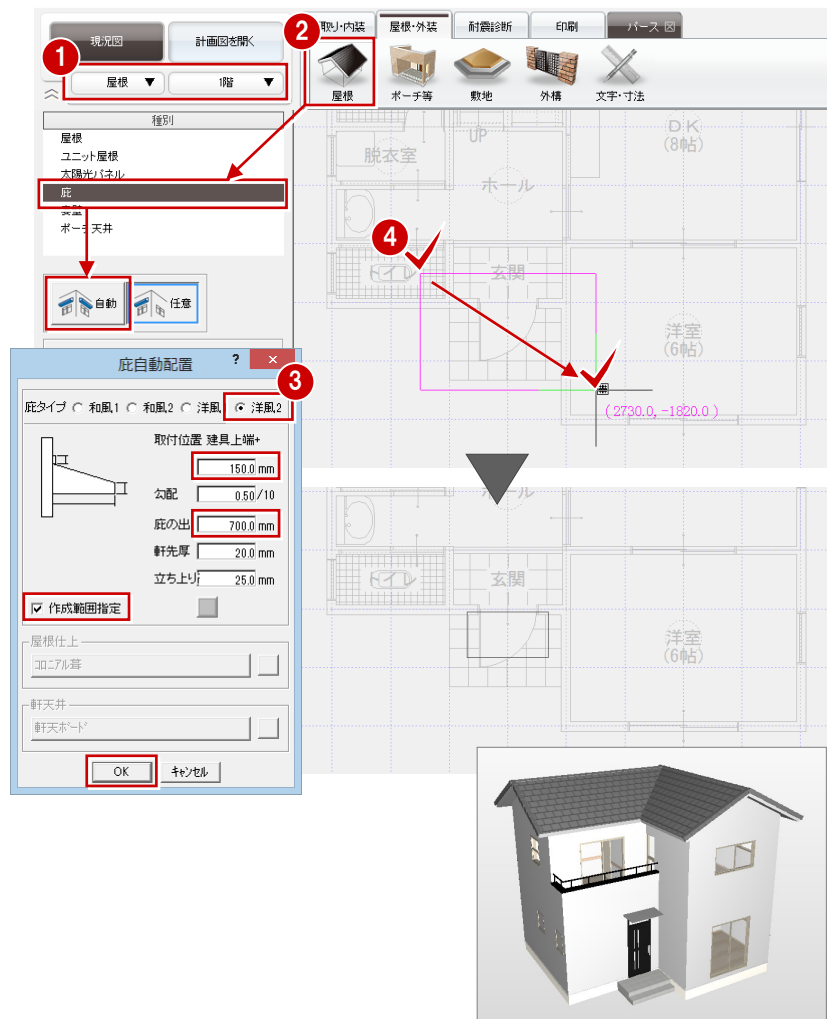 現況図
計画図を開く
2
取り・内装
屋根・外装
耐震診断
印刷
パース
1
屋根 ▼
1階 ▼
屋根
ポーチ等
敷地
外構
文字・寸法
種別
屋根
ユニット屋根
太陽光パネル
庇
ポーチ天井
自動
任意
脱衣室
UP
ホール
DK
(8帖)
4
トイレ
玄関
洋室
(6帖)
(2730.0, -1820.0)
庇自動配置
?
×
3
庇タイプ
和風1
和風2
洋風
洋風2
取付位置 建具上端+
150.0 mm
勾配
0.50 /10
庇の出
700.0 mm
軒先厚
20.0 mm
立ち上り
25.0 mm
作成範囲指定
屋根仕上
コロニアル葺
軒天井
軒天ボード
OK
キャンセル
ホール
トイレ
玄関
洋室
(6帖)